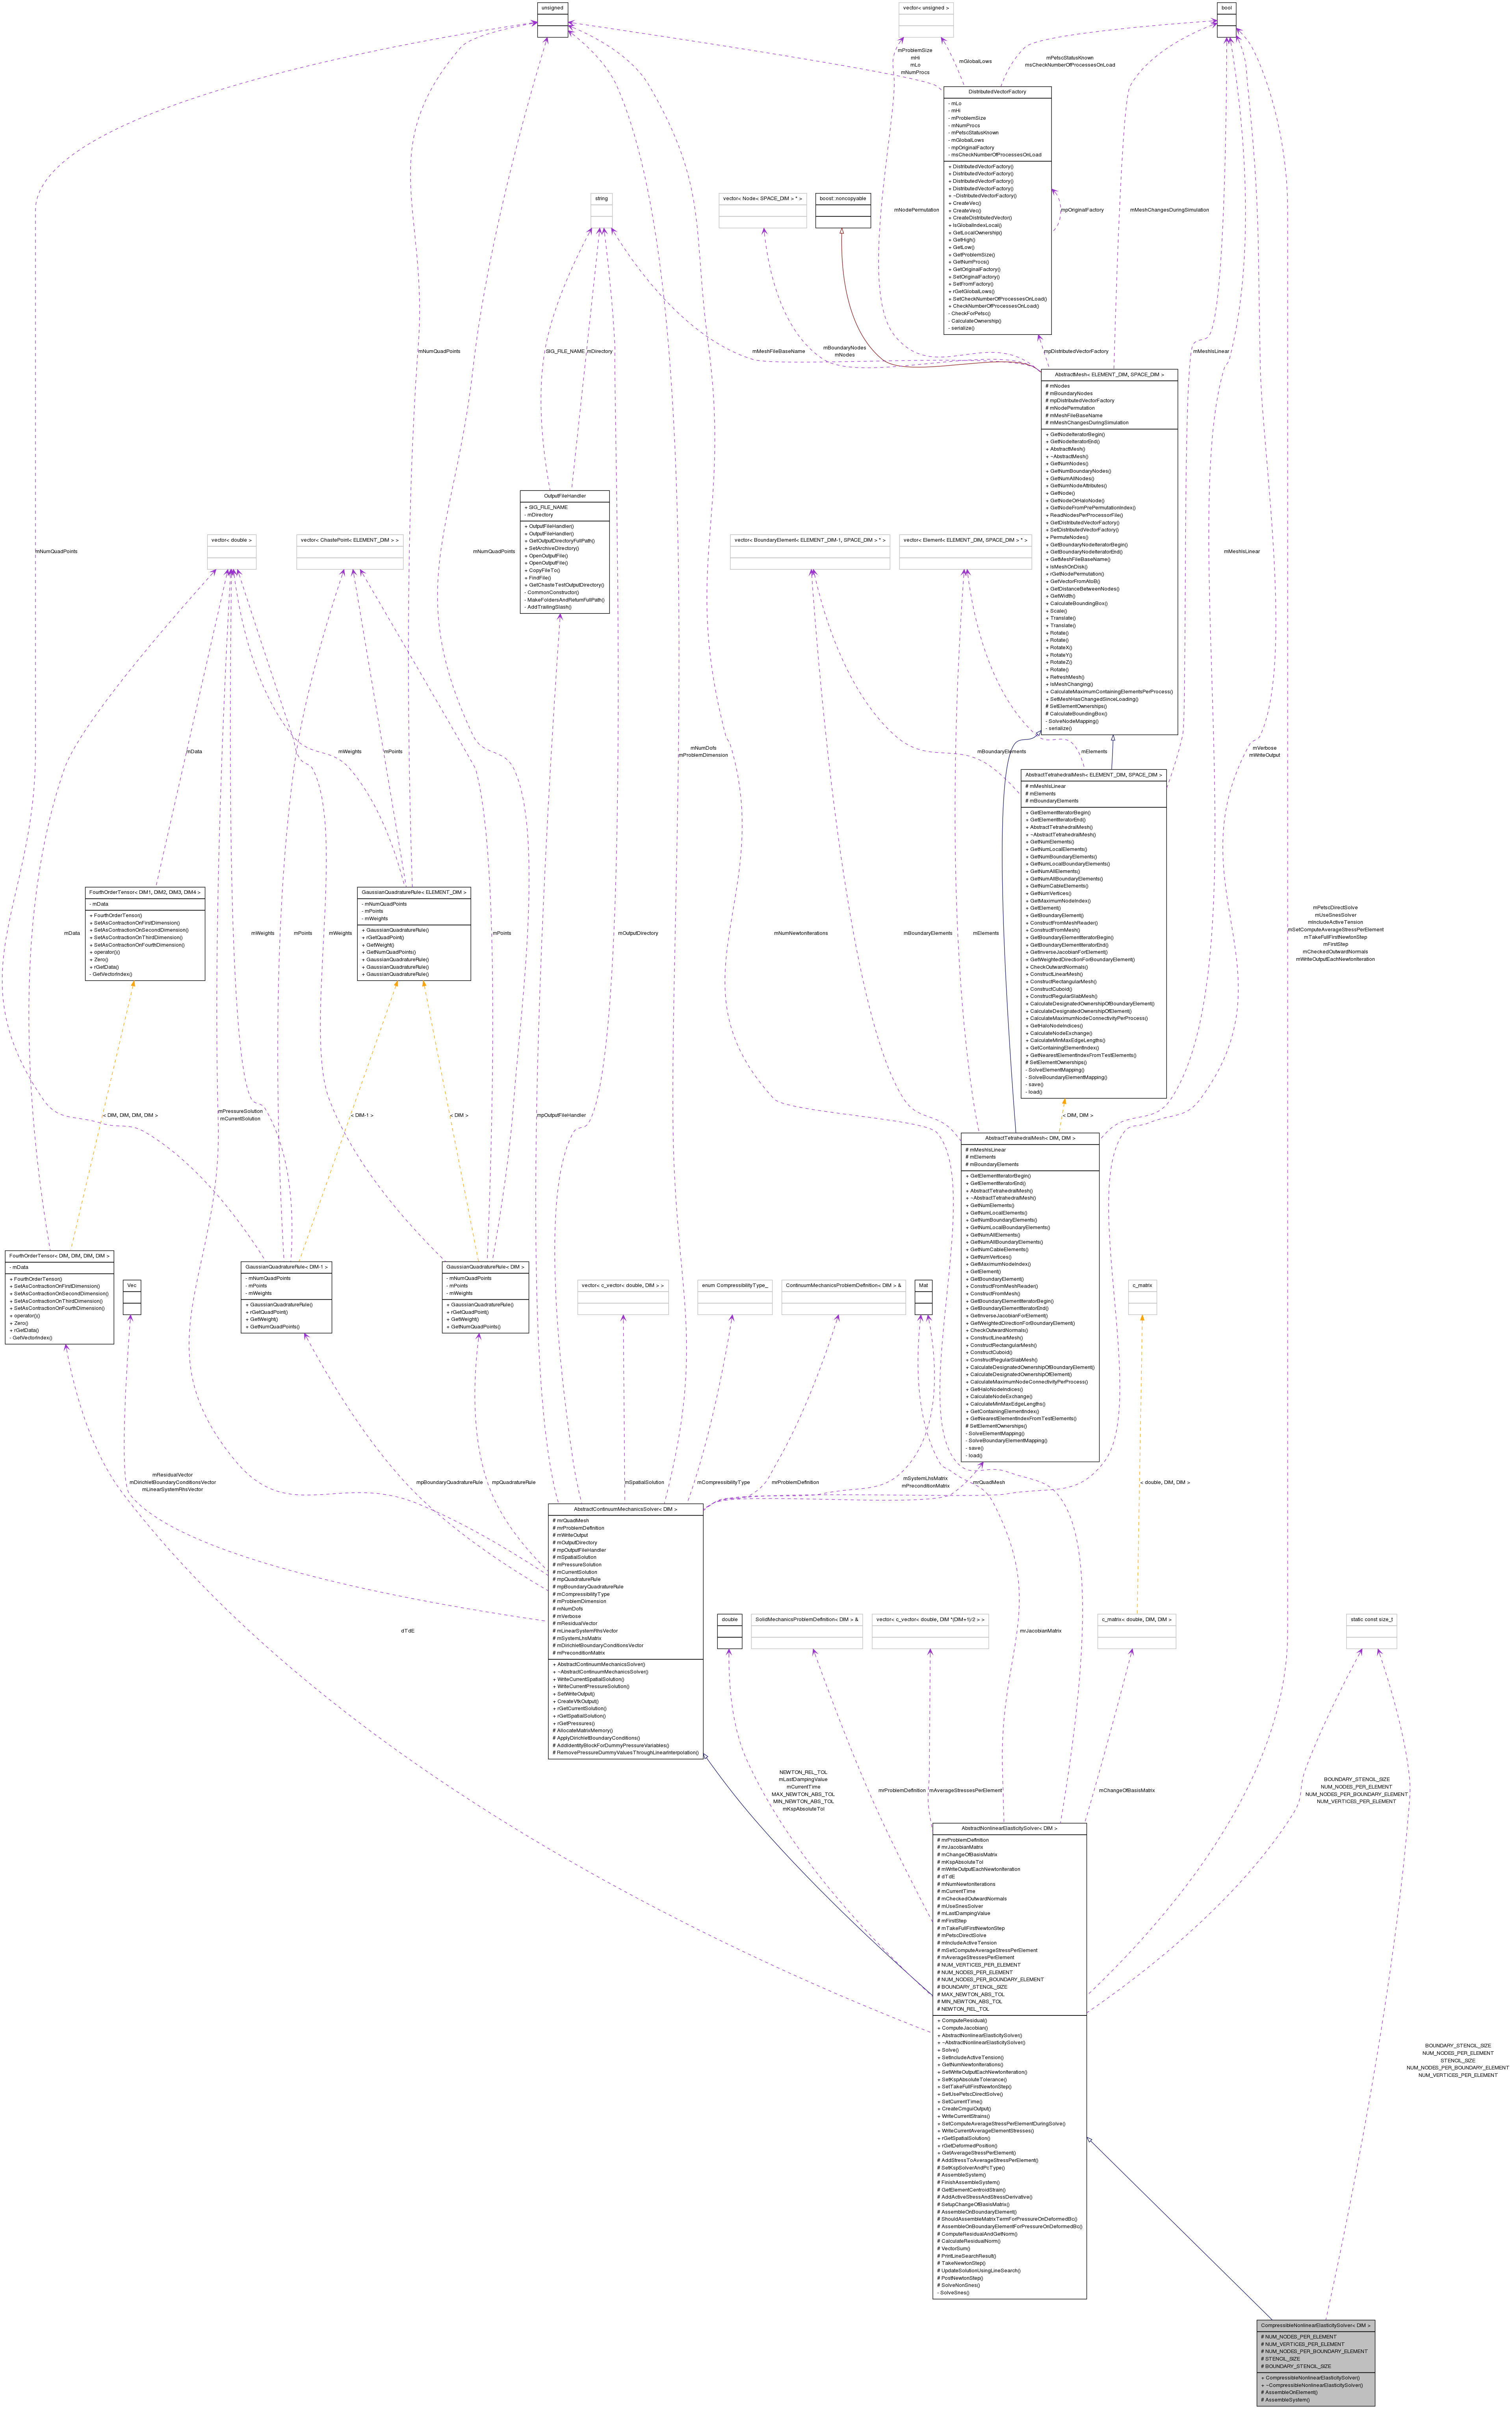 unsigned
vector< unsigned >
bool
mProblemSize
mHi
mLo
mNumProcs
mGlobalLows
mPetscStatusKnown
msCheckNumberOfProcessesOnLoad
DistributedVectorFactory
- mLo
- mHi
- mProblemSize
- mNumProcs
- mPetscStatusKnown
- mGlobalLows
- mpOriginalFactory
- msCheckNumberOfProcessesOnLoad
+ DistributedVectorFactory()
+ DistributedVectorFactory()
+ DistributedVectorFactory()
+ DistributedVectorFactory()
+ ~DistributedVectorFactory()
+ CreateVec()
+ CreateVec()
+ CreateDistributedVector()
+ IsGlobalIndexLocal()
+ GetLocalOwnership()
+ GetHigh()
+ GetLow()
+ GetProblemSize()
+ GetNumProcs()
+ GetOriginalFactory()
+ SetOriginalFactory()
+ SetFromFactory()
+ rGetGlobalLows()
+ SetCheckNumberOfProcessesOnLoad()
+ CheckNumberOfProcessesOnLoad()
- CheckForPetsc()
- CalculateOwnership()
- serialize()
string
vector< Node< SPACE_DIM > * >
boost::noncopyable
mNodePermutation
mpOriginalFactory
mMeshChangesDuringSimulation
mNumQuadPoints
SIG_FILE_NAME
mDirectory
mMeshFileBaseName
mBoundaryNodes
mNodes
mpDistributedVectorFactory
mMeshIsLinear
AbstractMesh< ELEMENT_DIM, SPACE_DIM >
# mNodes
# mBoundaryNodes
# mpDistributedVectorFactory
# mNodePermutation
# mMeshFileBaseName
# mMeshChangesDuringSimulation
+ GetNodeIteratorBegin()
+ GetNodeIteratorEnd()
+ AbstractMesh()
+ ~AbstractMesh()
+ GetNumNodes()
+ GetNumBoundaryNodes()
+ GetNumAllNodes()
+ GetNumNodeAttributes()
+ GetNode()
+ GetNodeOrHaloNode()
+ GetNodeFromPrePermutationIndex()
+ ReadNodesPerProcessorFile()
+ GetDistributedVectorFactory()
+ SetDistributedVectorFactory()
+ PermuteNodes()
+ GetBoundaryNodeIteratorBegin()
+ GetBoundaryNodeIteratorEnd()
+ GetMeshFileBaseName()
+ IsMeshOnDisk()
+ rGetNodePermutation()
+ GetVectorFromAtoB()
+ GetDistanceBetweenNodes()
+ GetWidth()
+ CalculateBoundingBox()
+ Scale()
+ Translate()
+ Translate()
+ Rotate()
+ Rotate()
+ RotateX()
+ RotateY()
+ RotateZ()
+ Rotate()
+ RefreshMesh()
+ IsMeshChanging()
+ CalculateMaximumContainingElementsPerProcess()
+ SetMeshHasChangedSinceLoading()
# SetElementOwnerships()
# CalculateBoundingBox()
- SolveNodeMapping()
- serialize()
OutputFileHandler
+ SIG_FILE_NAME
- mDirectory
+ OutputFileHandler()
+ OutputFileHandler()
+ GetOutputDirectoryFullPath()
+ SetArchiveDirectory()
+ OpenOutputFile()
+ OpenOutputFile()
+ CopyFileTo()
+ FindFile()
+ GetChasteTestOutputDirectory()
- CommonConstructor()
- MakeFoldersAndReturnFullPath()
- AddTrailingSlash()
vector< double >
vector< ChastePoint< ELEMENT_DIM > >
vector< BoundaryElement< ELEMENT_DIM-1, SPACE_DIM > * >
vector< Element< ELEMENT_DIM, SPACE_DIM > * >
mNumQuadPoints
mNumQuadPoints
mMeshIsLinear
mData
mWeights
mPoints
mNumDofs
mProblemDimension
mBoundaryElements
mElements
mVerbose
mWriteOutput
AbstractTetrahedralMesh< ELEMENT_DIM, SPACE_DIM >
# mMeshIsLinear
# mElements
# mBoundaryElements
+ GetElementIteratorBegin()
+ GetElementIteratorEnd()
+ AbstractTetrahedralMesh()
+ ~AbstractTetrahedralMesh()
+ GetNumElements()
+ GetNumLocalElements()
+ GetNumBoundaryElements()
+ GetNumLocalBoundaryElements()
+ GetNumAllElements()
+ GetNumAllBoundaryElements()
+ GetNumCableElements()
+ GetNumVertices()
+ GetMaximumNodeIndex()
+ GetElement()
+ GetBoundaryElement()
+ ConstructFromMeshReader()
+ ConstructFromMesh()
+ GetBoundaryElementIteratorBegin()
+ GetBoundaryElementIteratorEnd()
+ GetInverseJacobianForElement()
+ GetWeightedDirectionForBoundaryElement()
+ CheckOutwardNormals()
+ ConstructLinearMesh()
+ ConstructRectangularMesh()
+ ConstructCuboid()
+ ConstructRegularSlabMesh()
+ CalculateDesignatedOwnershipOfBoundaryElement()
+ CalculateDesignatedOwnershipOfElement()
+ CalculateMaximumNodeConnectivityPerProcess()
+ GetHaloNodeIndices()
+ CalculateNodeExchange()
+ CalculateMinMaxEdgeLengths()
+ GetContainingElementIndex()
+ GetNearestElementIndexFromTestElements()
# SetElementOwnerships()
- SolveElementMapping()
- SolveBoundaryElementMapping()
- save()
- load()
FourthOrderTensor< DIM1, DIM2, DIM3, DIM4 >
- mData
+ FourthOrderTensor()
+ SetAsContractionOnFirstDimension()
+ SetAsContractionOnSecondDimension()
+ SetAsContractionOnThirdDimension()
+ SetAsContractionOnFourthDimension()
+ operator()()
+ Zero()
+ rGetData()
- GetVectorIndex()
GaussianQuadratureRule< ELEMENT_DIM >
- mNumQuadPoints
- mPoints
- mWeights
+ GaussianQuadratureRule()
+ rGetQuadPoint()
+ GetWeight()
+ GetNumQuadPoints()
+ GaussianQuadratureRule()
+ GaussianQuadratureRule()
+ GaussianQuadratureRule()
mData
mWeights
mPoints
mWeights
mPoints
mOutputDirectory
mNumNewtonIterations
mBoundaryElements
mElements
mPetscDirectSolve
mUseSnesSolver
mIncludeActiveTension
mSetComputeAverageStressPerElement
mTakeFullFirstNewtonStep
mFirstStep
mCheckedOutwardNormals
mWriteOutputEachNewtonIteration
< DIM, DIM, DIM, DIM >
mPressureSolution
mCurrentSolution
< DIM-1 >
< DIM >
mpOutputFileHandler
< DIM, DIM >
AbstractTetrahedralMesh< DIM, DIM >
# mMeshIsLinear
# mElements
# mBoundaryElements
+ GetElementIteratorBegin()
+ GetElementIteratorEnd()
+ AbstractTetrahedralMesh()
+ ~AbstractTetrahedralMesh()
+ GetNumElements()
+ GetNumLocalElements()
+ GetNumBoundaryElements()
+ GetNumLocalBoundaryElements()
+ GetNumAllElements()
+ GetNumAllBoundaryElements()
+ GetNumCableElements()
+ GetNumVertices()
+ GetMaximumNodeIndex()
+ GetElement()
+ GetBoundaryElement()
+ ConstructFromMeshReader()
+ ConstructFromMesh()
+ GetBoundaryElementIteratorBegin()
+ GetBoundaryElementIteratorEnd()
+ GetInverseJacobianForElement()
+ GetWeightedDirectionForBoundaryElement()
+ CheckOutwardNormals()
+ ConstructLinearMesh()
+ ConstructRectangularMesh()
+ ConstructCuboid()
+ ConstructRegularSlabMesh()
+ CalculateDesignatedOwnershipOfBoundaryElement()
+ CalculateDesignatedOwnershipOfElement()
+ CalculateMaximumNodeConnectivityPerProcess()
+ GetHaloNodeIndices()
+ CalculateNodeExchange()
+ CalculateMinMaxEdgeLengths()
+ GetContainingElementIndex()
+ GetNearestElementIndexFromTestElements()
# SetElementOwnerships()
- SolveElementMapping()
- SolveBoundaryElementMapping()
- save()
- load()
FourthOrderTensor< DIM, DIM, DIM, DIM >
- mData
+ FourthOrderTensor()
+ SetAsContractionOnFirstDimension()
+ SetAsContractionOnSecondDimension()
+ SetAsContractionOnThirdDimension()
+ SetAsContractionOnFourthDimension()
+ operator()()
+ Zero()
+ rGetData()
- GetVectorIndex()
Vec
GaussianQuadratureRule< DIM-1 >
- mNumQuadPoints
- mPoints
- mWeights
+ GaussianQuadratureRule()
+ rGetQuadPoint()
+ GetWeight()
+ GetNumQuadPoints()
GaussianQuadratureRule< DIM >
- mNumQuadPoints
- mPoints
- mWeights
+ GaussianQuadratureRule()
+ rGetQuadPoint()
+ GetWeight()
+ GetNumQuadPoints()
vector< c_vector< double, DIM > >
enum CompressibilityType_
ContinuumMechanicsProblemDefinition< DIM > &
Mat
c_matrix
mResidualVector
mDirichletBoundaryConditionsVector
mLinearSystemRhsVector
mpBoundaryQuadratureRule
mpQuadratureRule
mSpatialSolution
mCompressibilityType
mrProblemDefinition
mSystemLhsMatrix
mPreconditionMatrix
mrQuadMesh
< double, DIM, DIM >
AbstractContinuumMechanicsSolver< DIM >
# mrQuadMesh
# mrProblemDefinition
# mWriteOutput
# mOutputDirectory
# mpOutputFileHandler
# mSpatialSolution
# mPressureSolution
# mCurrentSolution
# mpQuadratureRule
# mpBoundaryQuadratureRule
# mCompressibilityType
# mProblemDimension
# mNumDofs
# mVerbose
# mResidualVector
# mLinearSystemRhsVector
# mSystemLhsMatrix
# mDirichletBoundaryConditionsVector
# mPreconditionMatrix
+ AbstractContinuumMechanicsSolver()
+ ~AbstractContinuumMechanicsSolver()
+ WriteCurrentSpatialSolution()
+ WriteCurrentPressureSolution()
+ SetWriteOutput()
+ CreateVtkOutput()
+ rGetCurrentSolution()
+ rGetSpatialSolution()
+ rGetPressures()
# AllocateMatrixMemory()
# ApplyDirichletBoundaryConditions()
# AddIdentityBlockForDummyPressureVariables()
# RemovePressureDummyValuesThroughLinearInterpolation()
dTdE
double
SolidMechanicsProblemDefinition< DIM > &
vector< c_vector< double, DIM *(DIM+1)/2 > >
c_matrix< double, DIM, DIM >
static const size_t
mrJacobianMatrix
NEWTON_REL_TOL
mLastDampingValue
mCurrentTime
MAX_NEWTON_ABS_TOL
MIN_NEWTON_ABS_TOL
mKspAbsoluteTol
mrProblemDefinition
mAverageStressesPerElement
mChangeOfBasisMatrix
BOUNDARY_STENCIL_SIZE
NUM_NODES_PER_ELEMENT
NUM_NODES_PER_BOUNDARY_ELEMENT
NUM_VERTICES_PER_ELEMENT
AbstractNonlinearElasticitySolver< DIM >
# mrProblemDefinition
# mrJacobianMatrix
# mChangeOfBasisMatrix
# mKspAbsoluteTol
# mWriteOutputEachNewtonIteration
# dTdE
# mNumNewtonIterations
# mCurrentTime
# mCheckedOutwardNormals
# mUseSnesSolver
# mLastDampingValue
# mFirstStep
# mTakeFullFirstNewtonStep
# mPetscDirectSolve
# mIncludeActiveTension
# mSetComputeAverageStressPerElement
# mAverageStressesPerElement
# NUM_VERTICES_PER_ELEMENT
# NUM_NODES_PER_ELEMENT
# NUM_NODES_PER_BOUNDARY_ELEMENT
# BOUNDARY_STENCIL_SIZE
# MAX_NEWTON_ABS_TOL
# MIN_NEWTON_ABS_TOL
# NEWTON_REL_TOL
+ ComputeResidual()
+ ComputeJacobian()
+ AbstractNonlinearElasticitySolver()
+ ~AbstractNonlinearElasticitySolver()
+ Solve()
+ SetIncludeActiveTension()
+ GetNumNewtonIterations()
+ SetWriteOutputEachNewtonIteration()
+ SetKspAbsoluteTolerance()
+ SetTakeFullFirstNewtonStep()
+ SetUsePetscDirectSolve()
+ SetCurrentTime()
+ CreateCmguiOutput()
+ WriteCurrentStrains()
+ SetComputeAverageStressPerElementDuringSolve()
+ WriteCurrentAverageElementStresses()
+ rGetSpatialSolution()
+ rGetDeformedPosition()
+ GetAverageStressPerElement()
# AddStressToAverageStressPerElement()
# SetKspSolverAndPcType()
# AssembleSystem()
# FinishAssembleSystem()
# GetElementCentroidStrain()
# AddActiveStressAndStressDerivative()
# SetupChangeOfBasisMatrix()
# AssembleOnBoundaryElement()
# ShouldAssembleMatrixTermForPressureOnDeformedBc()
# AssembleOnBoundaryElementForPressureOnDeformedBc()
# ComputeResidualAndGetNorm()
# CalculateResidualNorm()
# VectorSum()
# PrintLineSearchResult()
# TakeNewtonStep()
# UpdateSolutionUsingLineSearch()
# PostNewtonStep()
# SolveNonSnes()
- SolveSnes()
BOUNDARY_STENCIL_SIZE
NUM_NODES_PER_ELEMENT
STENCIL_SIZE
NUM_NODES_PER_BOUNDARY_ELEMENT
NUM_VERTICES_PER_ELEMENT
CompressibleNonlinearElasticitySolver< DIM >
# NUM_NODES_PER_ELEMENT
# NUM_VERTICES_PER_ELEMENT
# NUM_NODES_PER_BOUNDARY_ELEMENT
# STENCIL_SIZE
# BOUNDARY_STENCIL_SIZE
+ CompressibleNonlinearElasticitySolver()
+ ~CompressibleNonlinearElasticitySolver()
# AssembleOnElement()
# AssembleSystem()